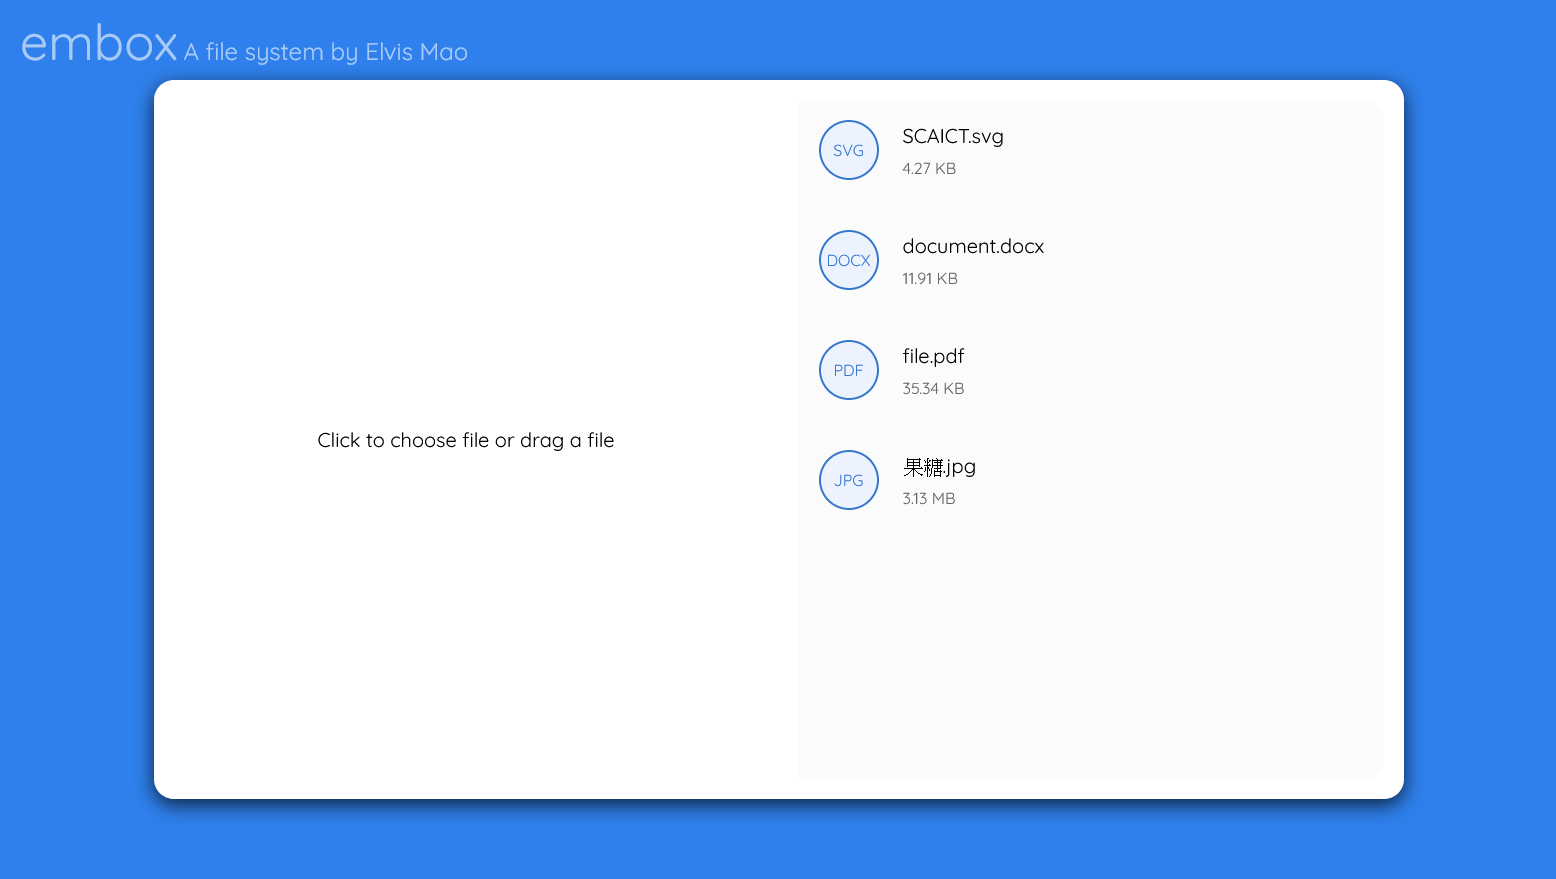 embox A file system by Elvis Mao
Click to choose file or drag a file
SVG
SCAICT.svg
4.27 KB
DOCX
document.docx
11.91 KB
PDF
file.pdf
35.34 KB
JPG
果糖.jpg
3.13 MB